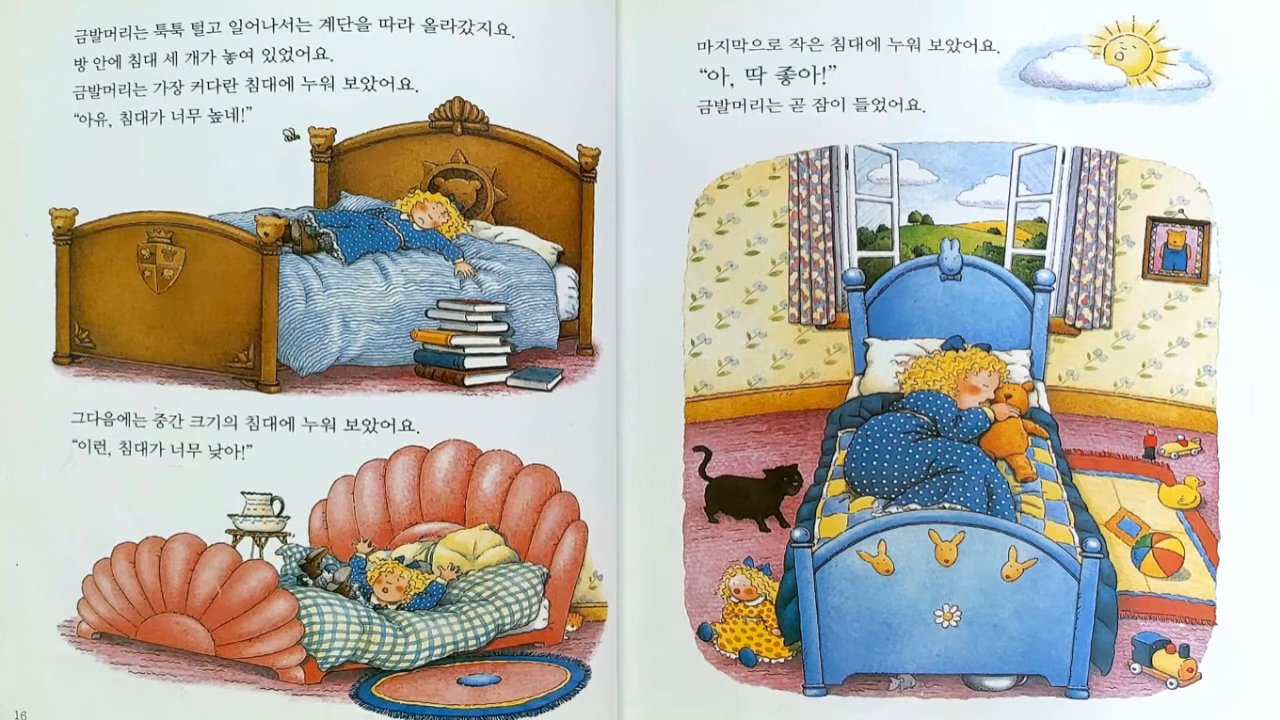 금발머리는 툭툭 털고 일어나서는 계단을 따라 올라갔지요.
방 안에 침대 세 개가 놓여 있었어요.
금발머리는 가장 커다란 침대에 누워 보았어요.
“아유, 침대가 너무 높네!”
그다음에는 중간 크기의 침대에 누워 보았어요.
“이런, 침대가 너무 낮아!”
16
마지막으로 작은 침대에 누워 보았어요.
“아, 딱 좋아!”
금발머리는 곧 잠이 들었어요.